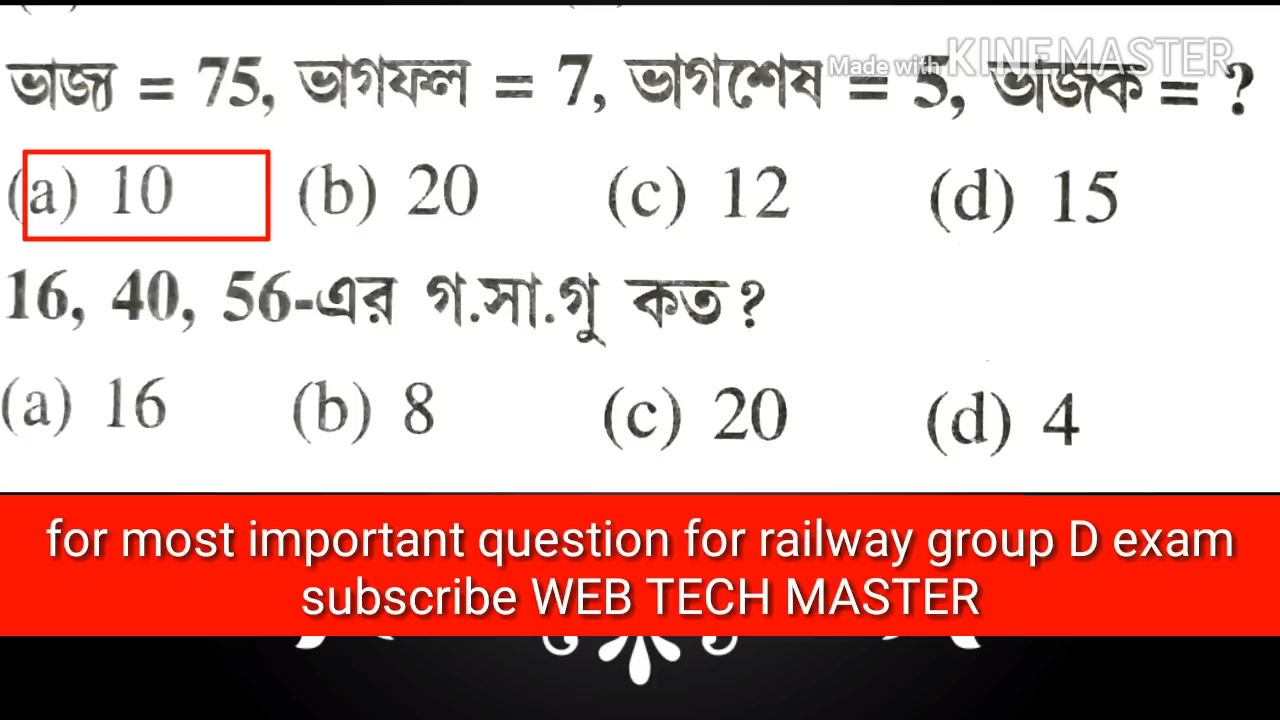 ভাজ্য = 75, ভাগফল = 7, ভাগশেষ = 5, ভাজক = ?
Made with KINEMASTER
(a) 10 (b) 20 (c) 12 (d) 15
16, 40, 56-এর গ.সা.গু কত?
(a) 16 (b) 8 (c) 20 (d) 4
for most important question for railway group D exam
subscribe WEB TECH MASTER